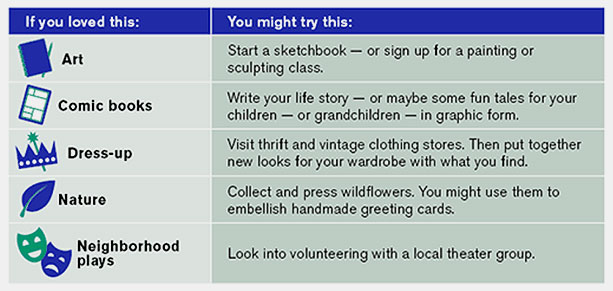 If you loved this:
You might try this:
Art
Start a sketchbook — or sign up for a painting or
sculpting class.
Comic books
Write your life story — or maybe some fun tales for your
children — or grandchildren — in graphic form.
Dress-up
Visit thrift and vintage clothing stores. Then put together
new looks for your wardrobe with what you find.
Nature
Collect and press wildflowers. You might use them to
embellish handmade greeting cards.
Neighborhood
plays
Look into volunteering with a local theater group.